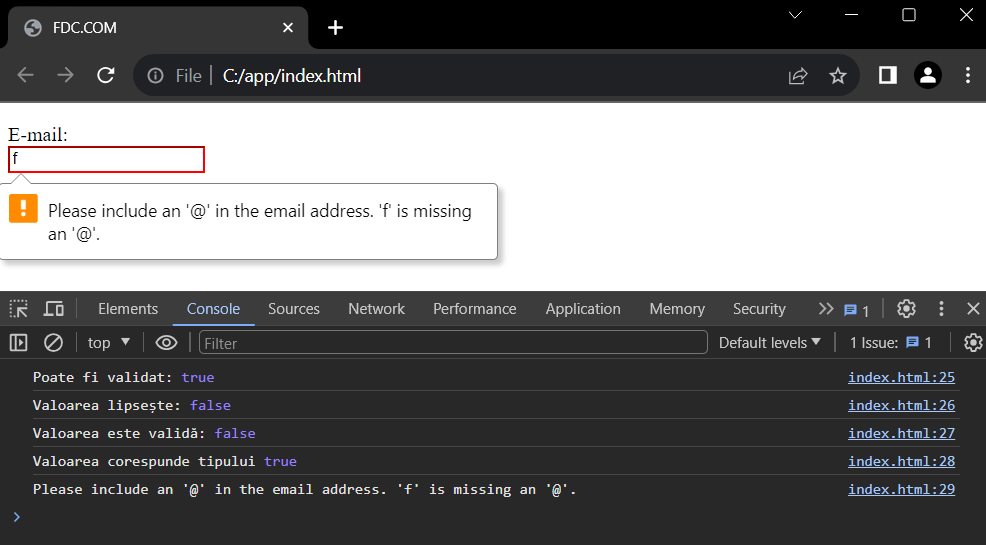 FDC.COM
File | C:/app/index.html
E-mail:
f
Please include an '@' in the email address. 'f' is missing
an '@'.
Elements Console Sources Network Performance Application Memory Security 1
top Filter Default levels 1 Issue: 1
Poate fi validat: true index.html:25
Valoarea lipsește: false index.html:26
Valoarea este validă: false index.html:27
Valoarea corespunde tipului true index.html:28
Please include an '@' in the email address. 'f' is missing an '@'. index.html:29